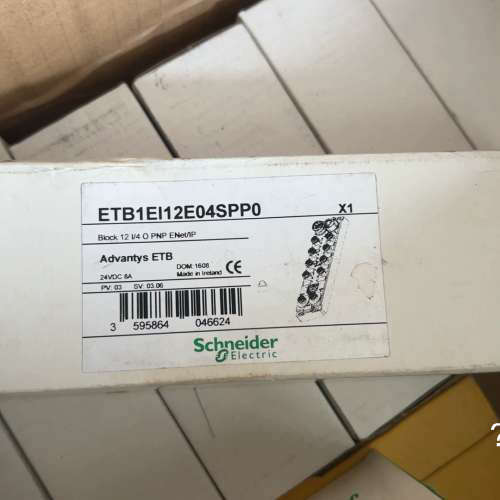 ETB1EI12E04SPP0 X1
Block 12 I/4 O PNP ENet/IP
Advantys ETB
DOM: 1608
24VDC 8A Made in Ireland CE
PV: 03 SV: 03.06
3 595864 046624
Schneider
Electric
?